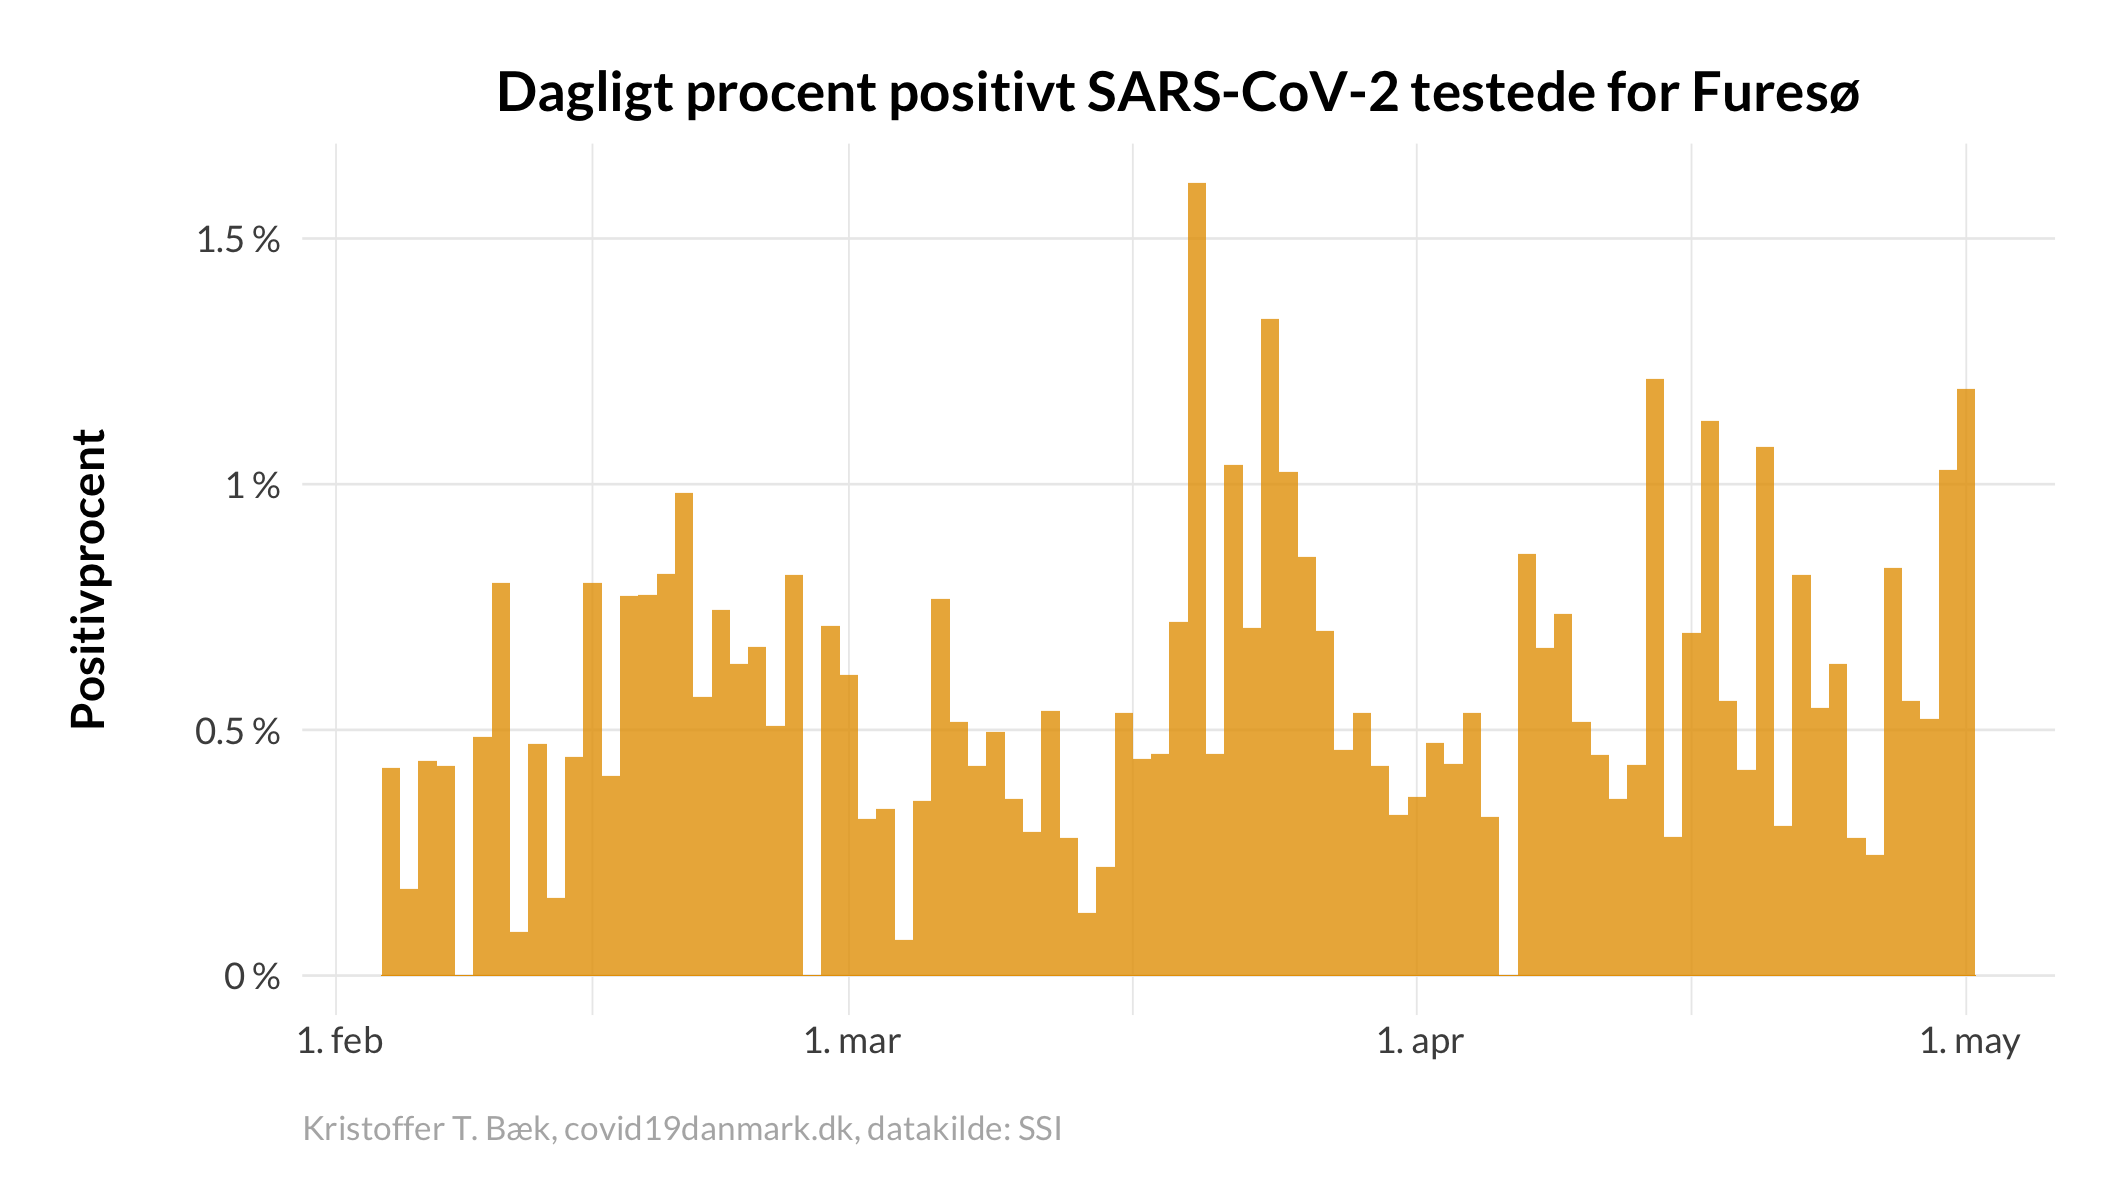 Dagligt procent positivt SARS-CoV-2 testede for Furesø
Positivprocent
1.5 %
1 %
0.5 %
0 %
1. feb
1. mar
1. apr
1. may
Kristoffer T. Bæk, covid19danmark.dk, datakilde: SSI